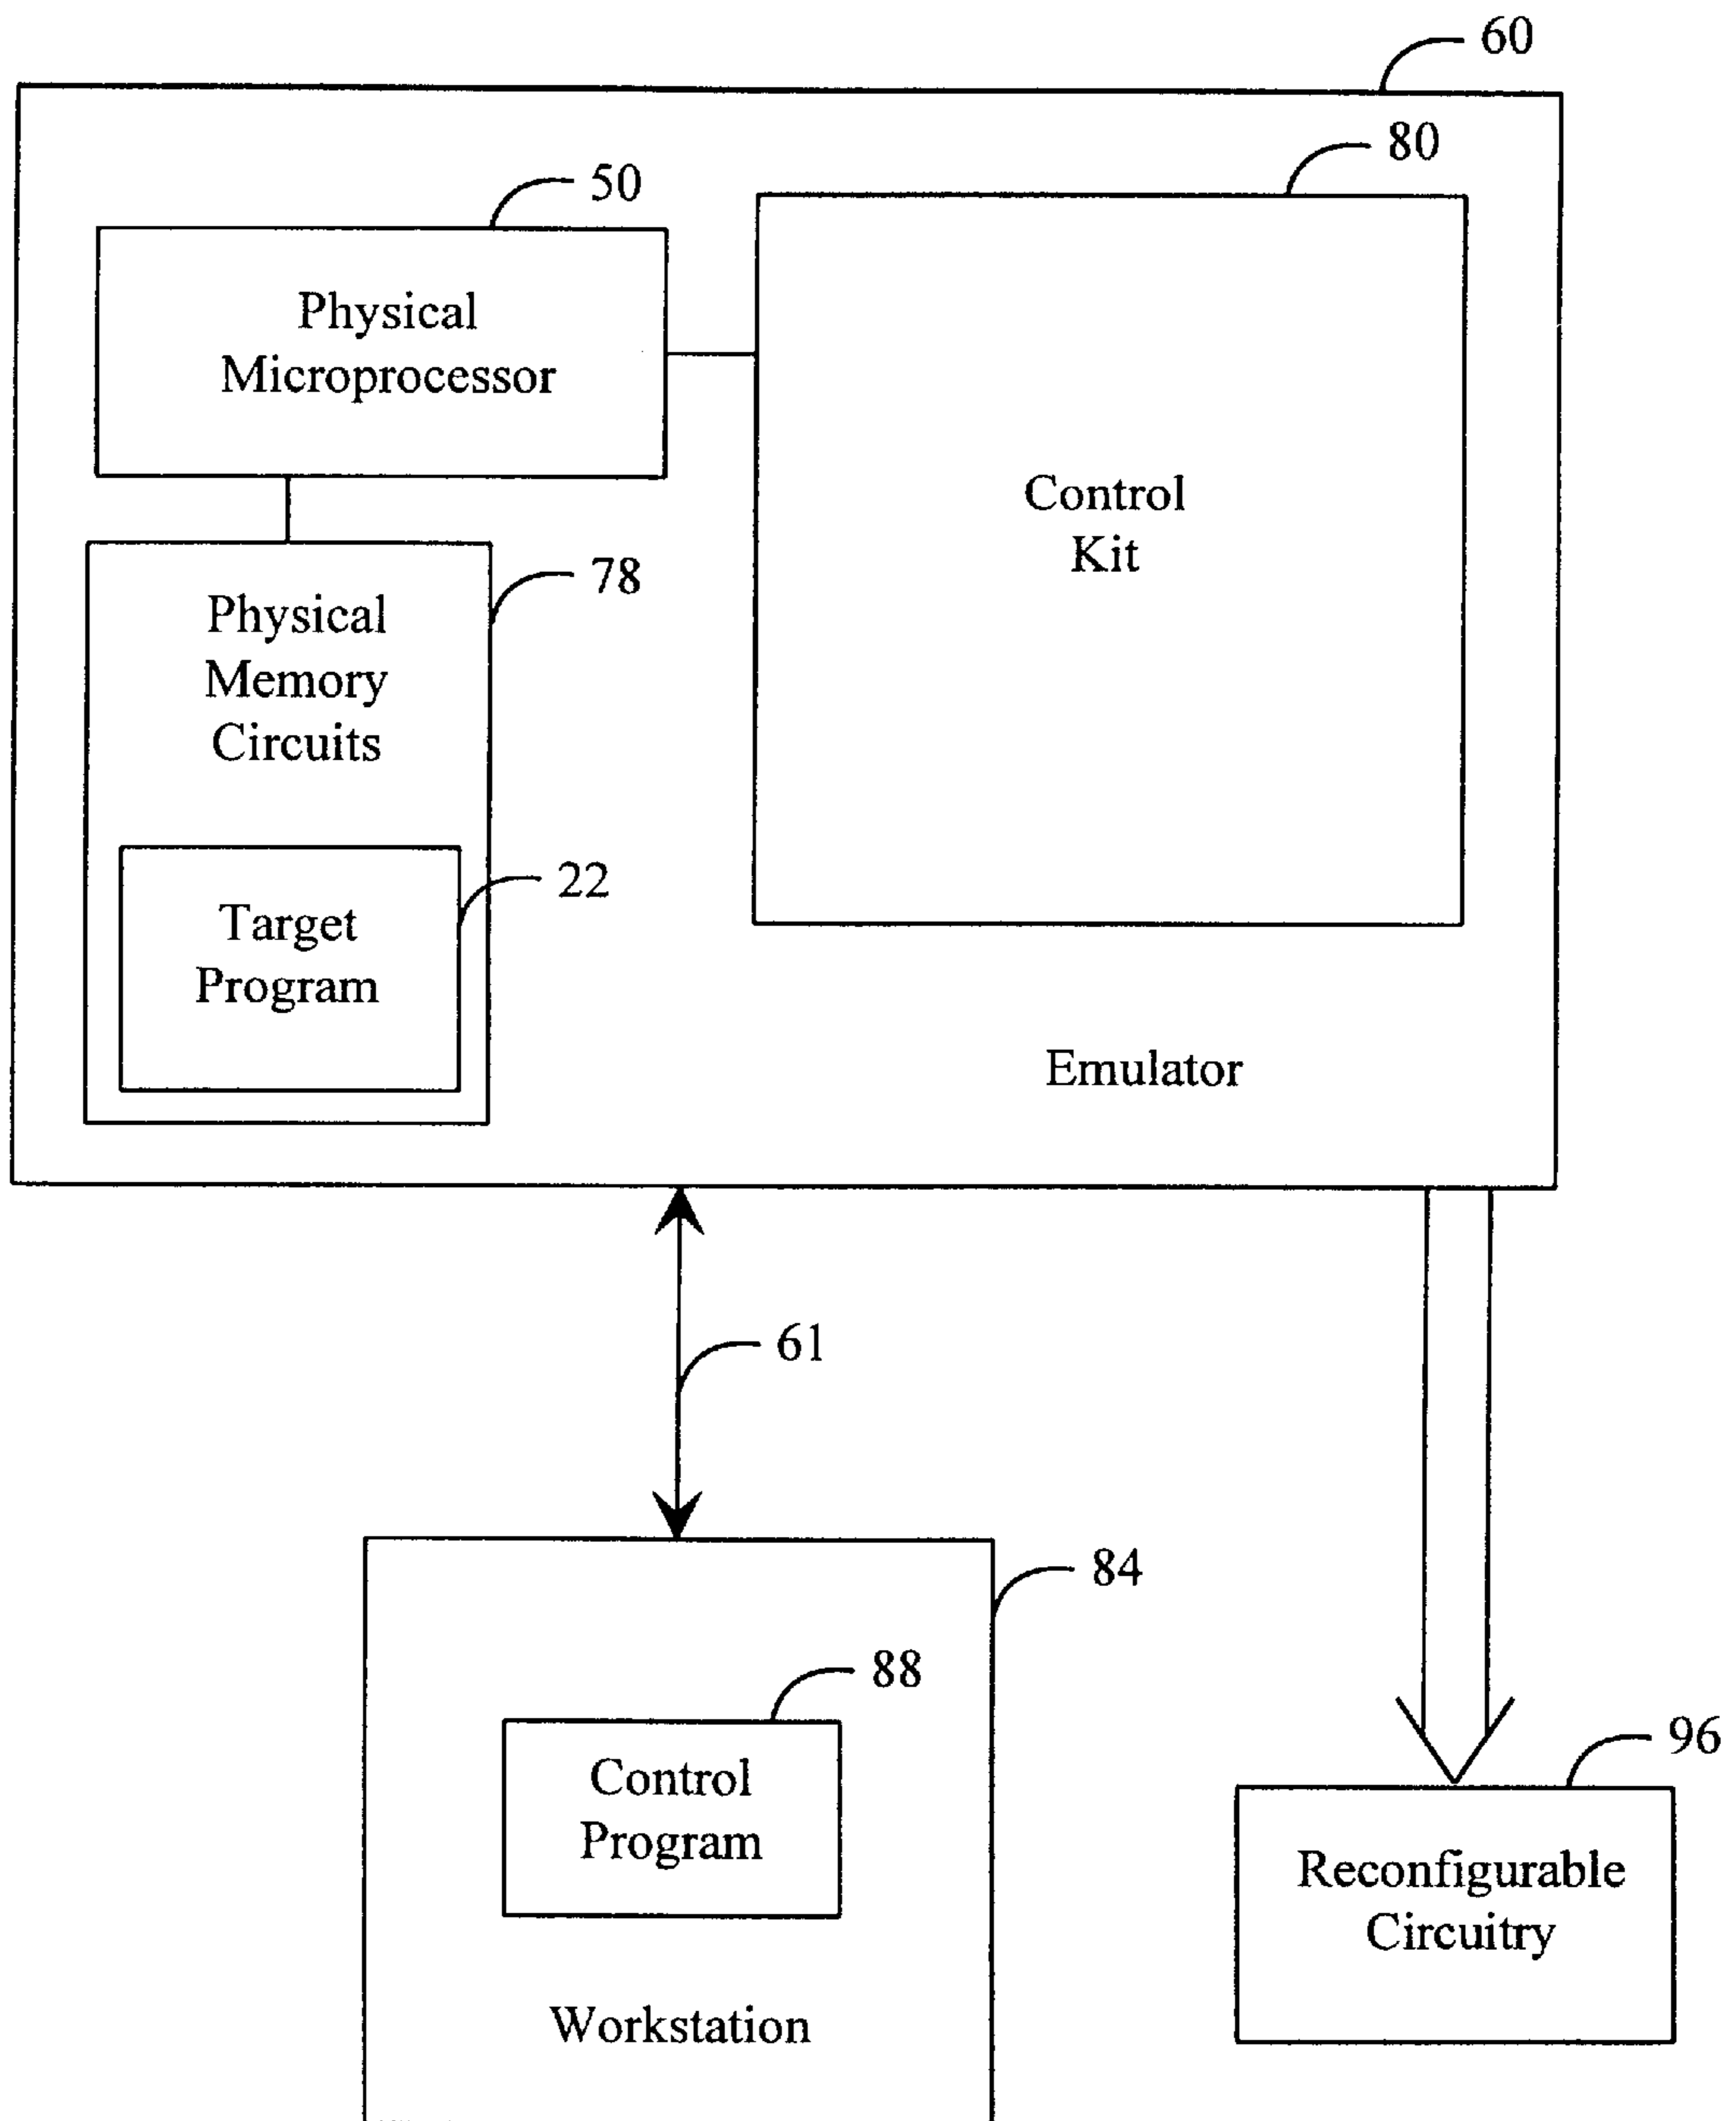 60
80
50
Physical
Microprocessor
Control
Kit
78
Physical
Memory
Circuits
22
Target
Program
Emulator
61
84
88
Control
Program
96
Reconfigurable
Circuitry
Workstation